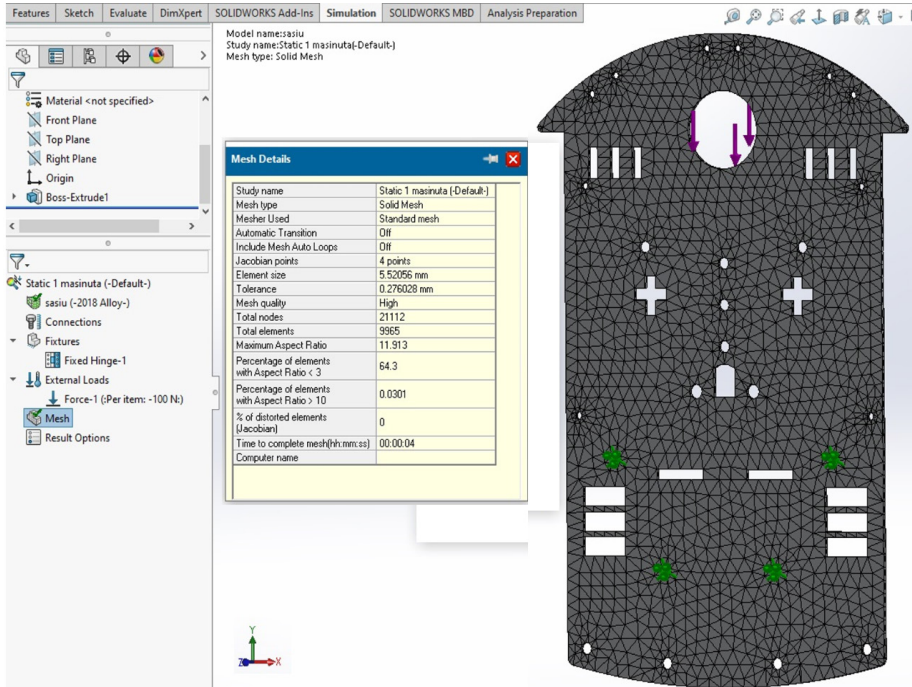 Features Sketch Evaluate DimXpert SOLIDWORKS Add-Ins Simulation SOLIDWORKS MBD Analysis Preparation
Model name:sasiu
Study name:Static 1 masinuta(-Default-)
Mesh type: Solid Mesh
Material <not specified>
Front Plane
Top Plane
Right Plane
Origin
Boss-Extrude1
Static 1 masinuta (-Default-)
sasiu (-2018 Alloy-)
Connections
Fixtures
Fixed Hinge-1
External Loads
Force-1 (:Per item: -100 N:)
Mesh
Result Options
Mesh Details
Study name Static 1 masinuta (-Default-)
Mesh type Solid Mesh
Mesher Used Standard mesh
Automatic Transition Off
Include Mesh Auto Loops Off
Jacobian points 4 points
Element size 5.52056 mm
Tolerance 0.276028 mm
Mesh quality High
Total nodes 21112
Total elements 9965
Maximum Aspect Ratio 11.913
Percentage of elements
with Aspect Ratio < 3 64.3
Percentage of elements
with Aspect Ratio > 10 0.0301
% of distorted elements
(Jacobian) 0
Time to complete mesh(hh:mm:ss) 00:00:04
Computer name
Y
Z X